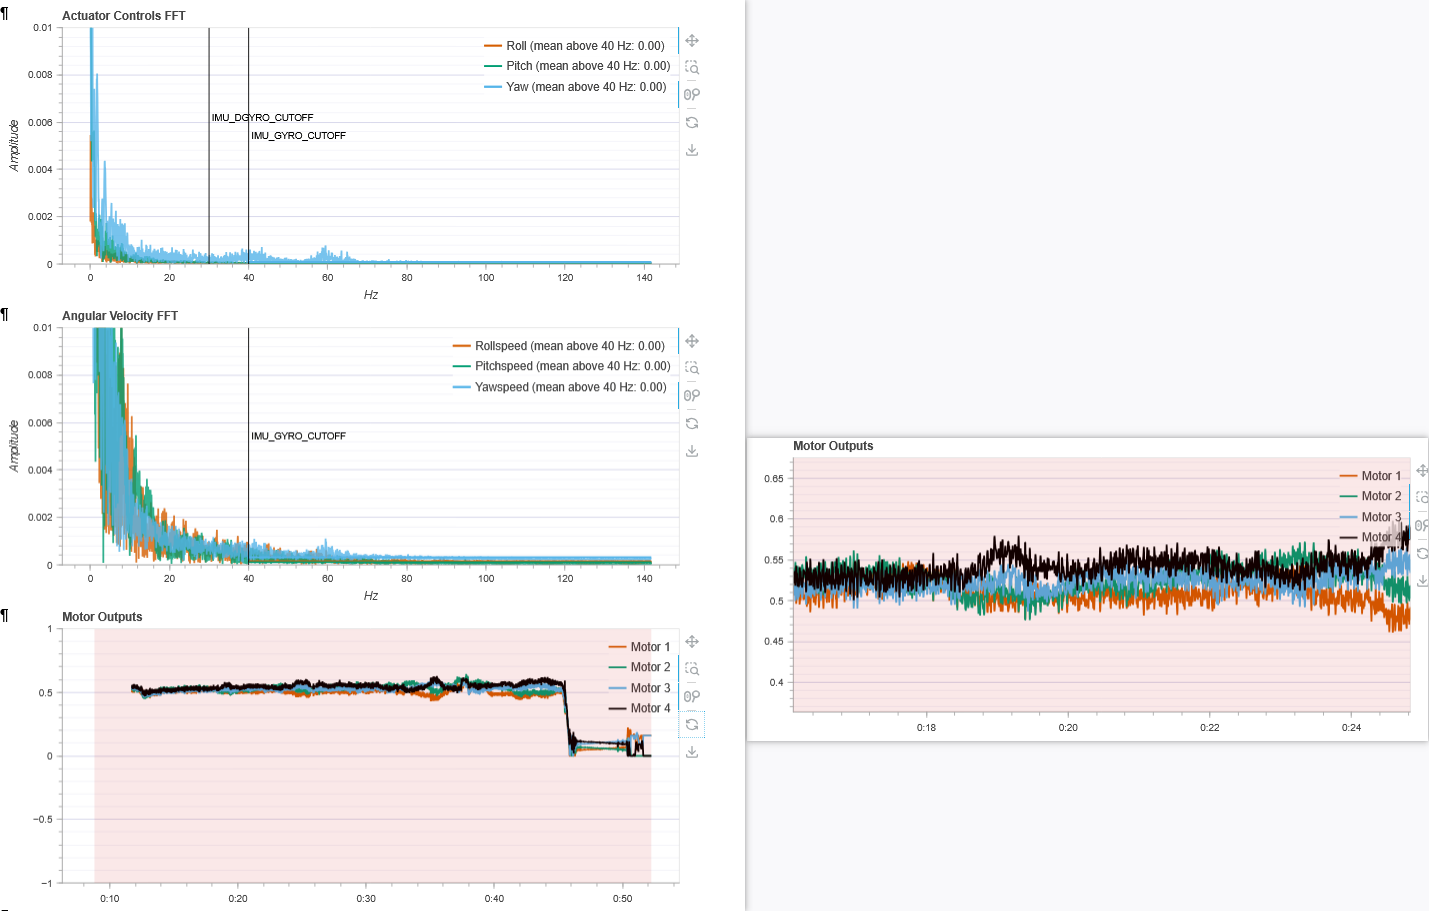 ¶
Actuator Controls FFT
0.01
0.008
0.006
0.004
0.002
0
Amplitude
Roll (mean above 40 Hz: 0.00)
Pitch (mean above 40 Hz: 0.00)
Yaw (mean above 40 Hz: 0.00)
IMU_DGYRO_CUTOFF
IMU_GYRO_CUTOFF
0 20 40 60 80 100 120 140
Hz
¶
Angular Velocity FFT
0.01
0.008
0.006
0.004
0.002
0
Amplitude
Rollspeed (mean above 40 Hz: 0.00)
Pitchspeed (mean above 40 Hz: 0.00)
Yawspeed (mean above 40 Hz: 0.00)
IMU_GYRO_CUTOFF
0 20 40 60 80 100 120 140
Hz
¶
Motor Outputs
1
0.5
0
−0.5
−1
Motor 1
Motor 2
Motor 3
Motor 4
0:10 0:20 0:30 0:40 0:50
Motor Outputs
0.65
0.6
0.55
0.5
0.45
0.4
Motor 1
Motor 2
Motor 3
Motor 4
0:18 0:20 0:22 0:24